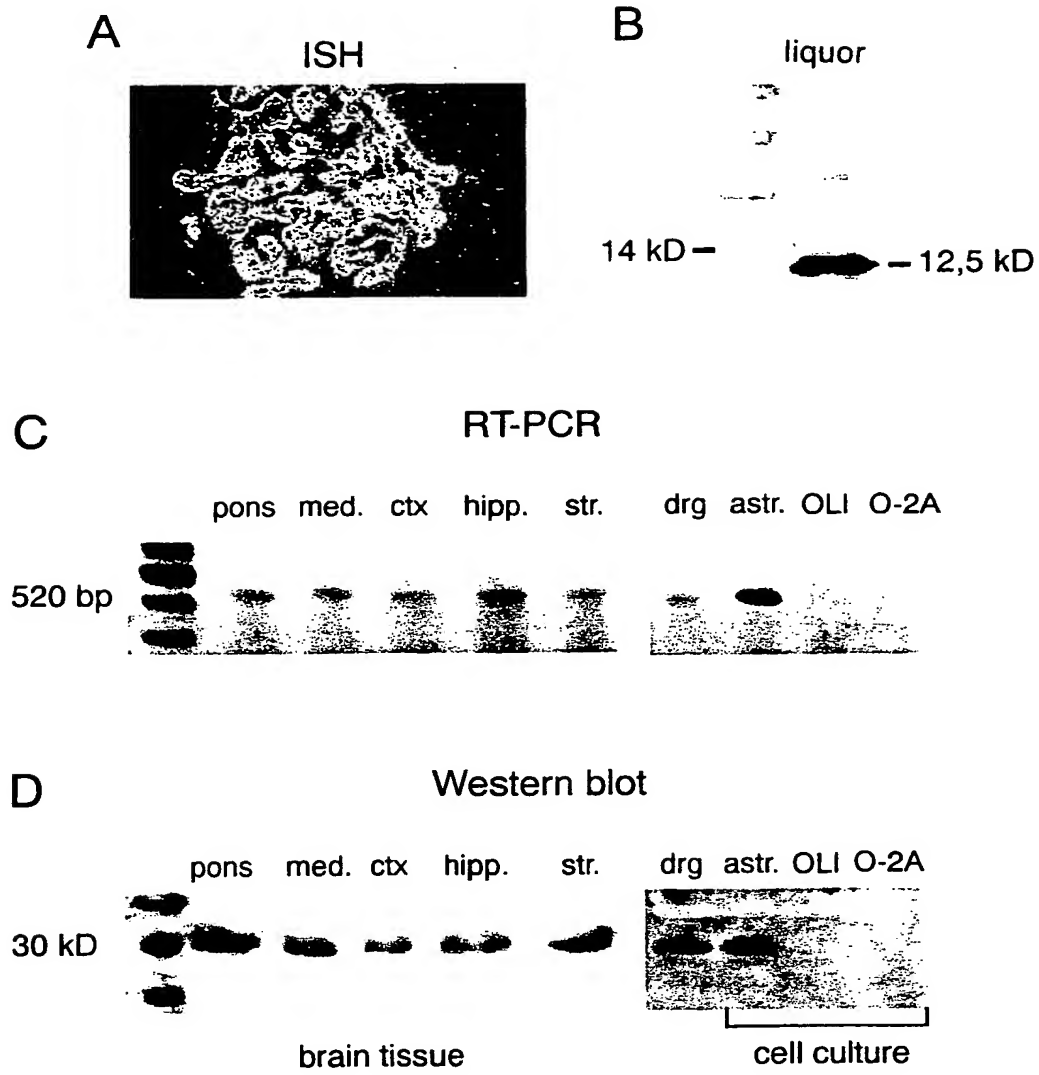 A
ISH
B
liquor
14 kD
12,5 kD
C
RT-PCR
pons med. ctx hipp. str. drg astr. OLI O-2A
520 bp
D
Western blot
pons med. ctx hipp. str. drg astr. OLI O-2A
30 kD
brain tissue
cell culture